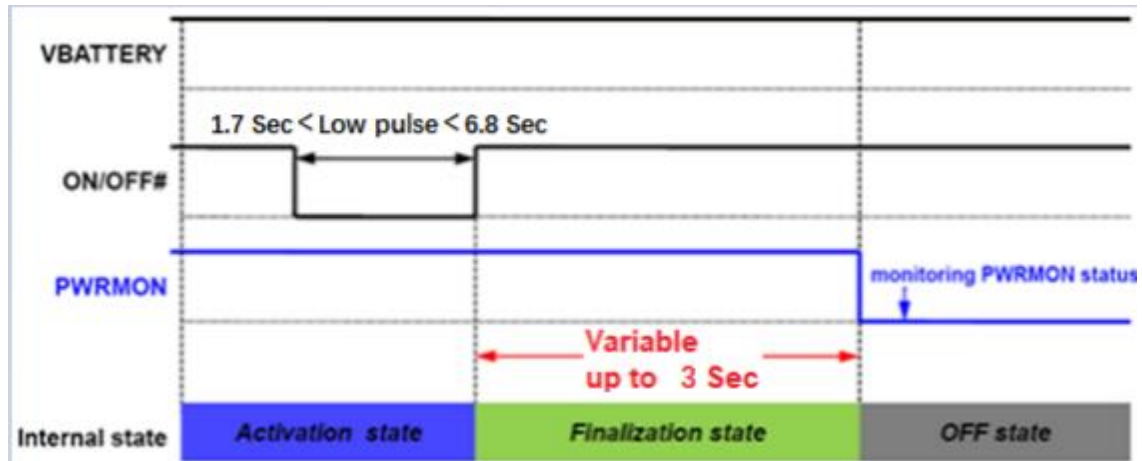 VBATTERY
1.7 Sec < Low pulse < 6.8 Sec
ON/OFF#
PWRMON
monitoring PWRMON status
Variable
up to 3 Sec
Internal state
Activation state
Finalization state
OFF state